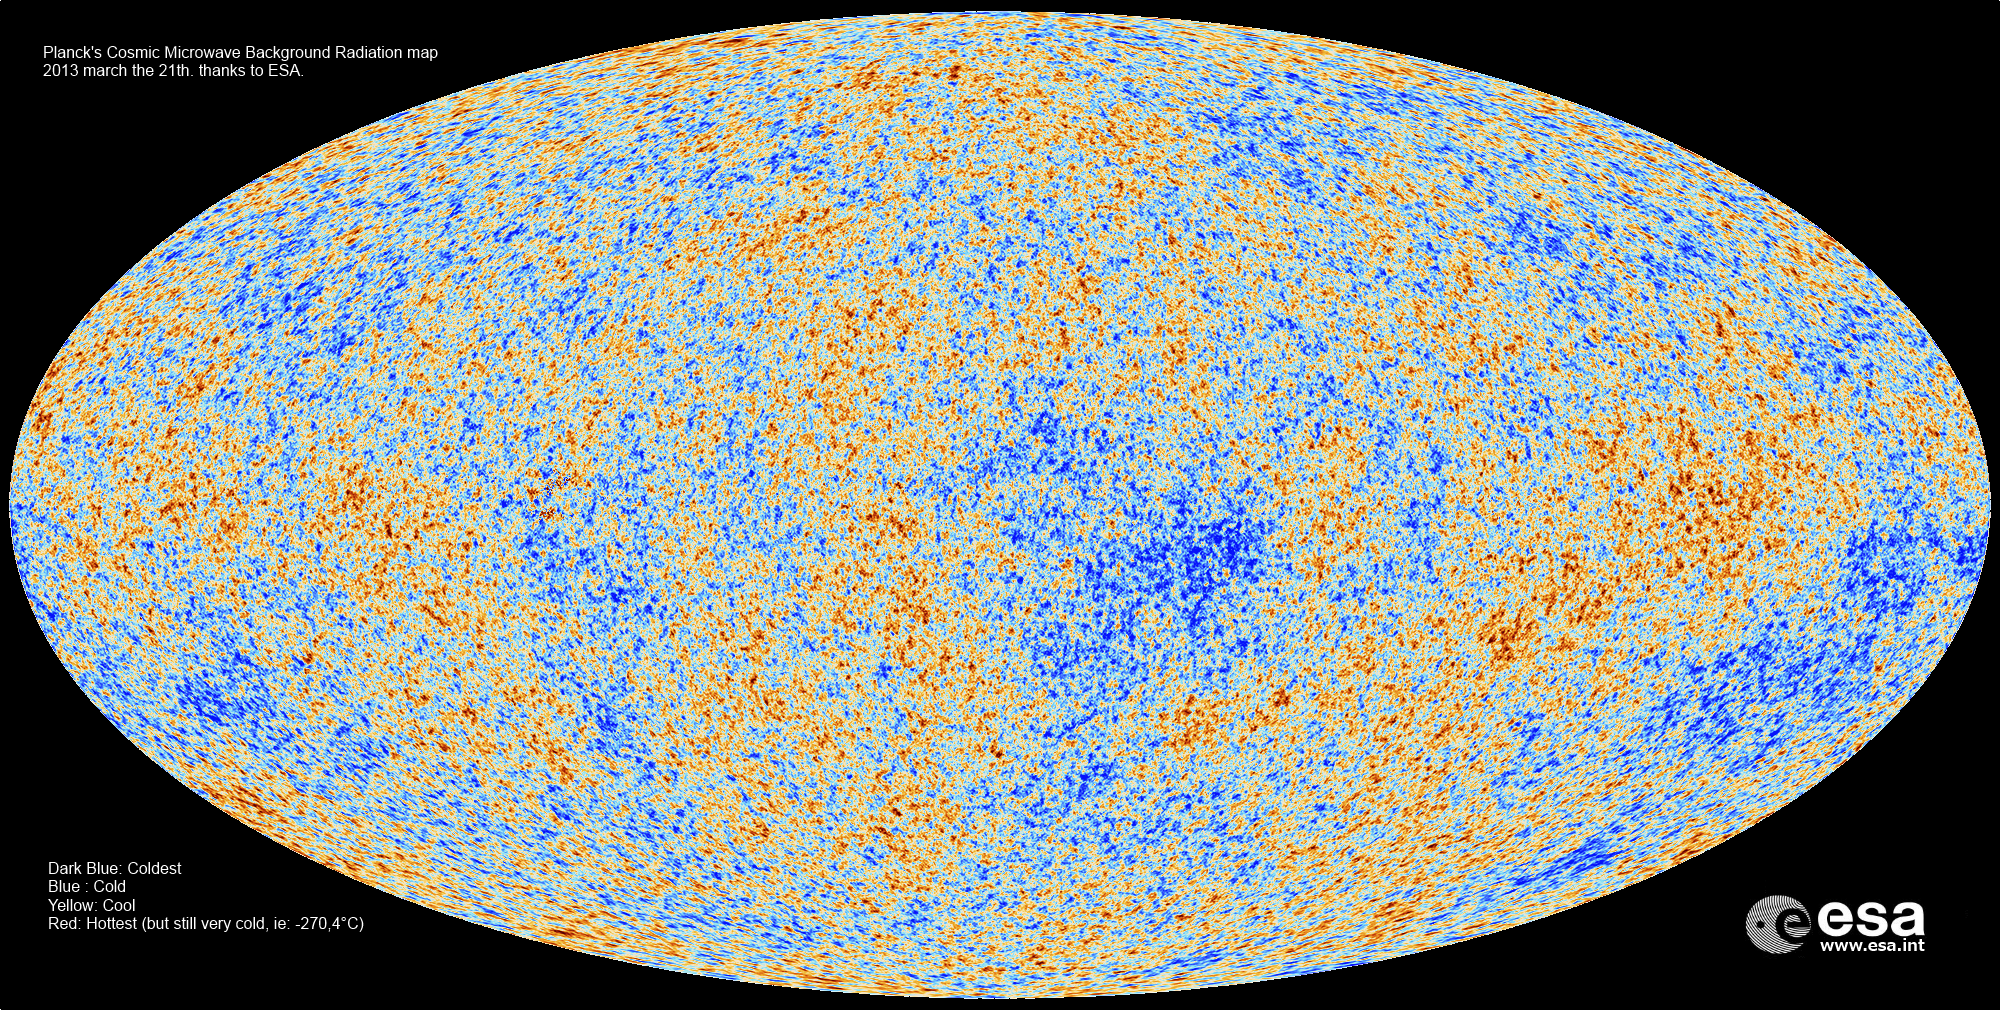 Planck's Cosmic Microwave Background Radiation map
2013 march the 21th. thanks to ESA.
Dark Blue: Coldest
Blue : Cold
Yellow: Cool
Red: Hottest (but still very cold, ie: -270,4°C)
esa
www.esa.int